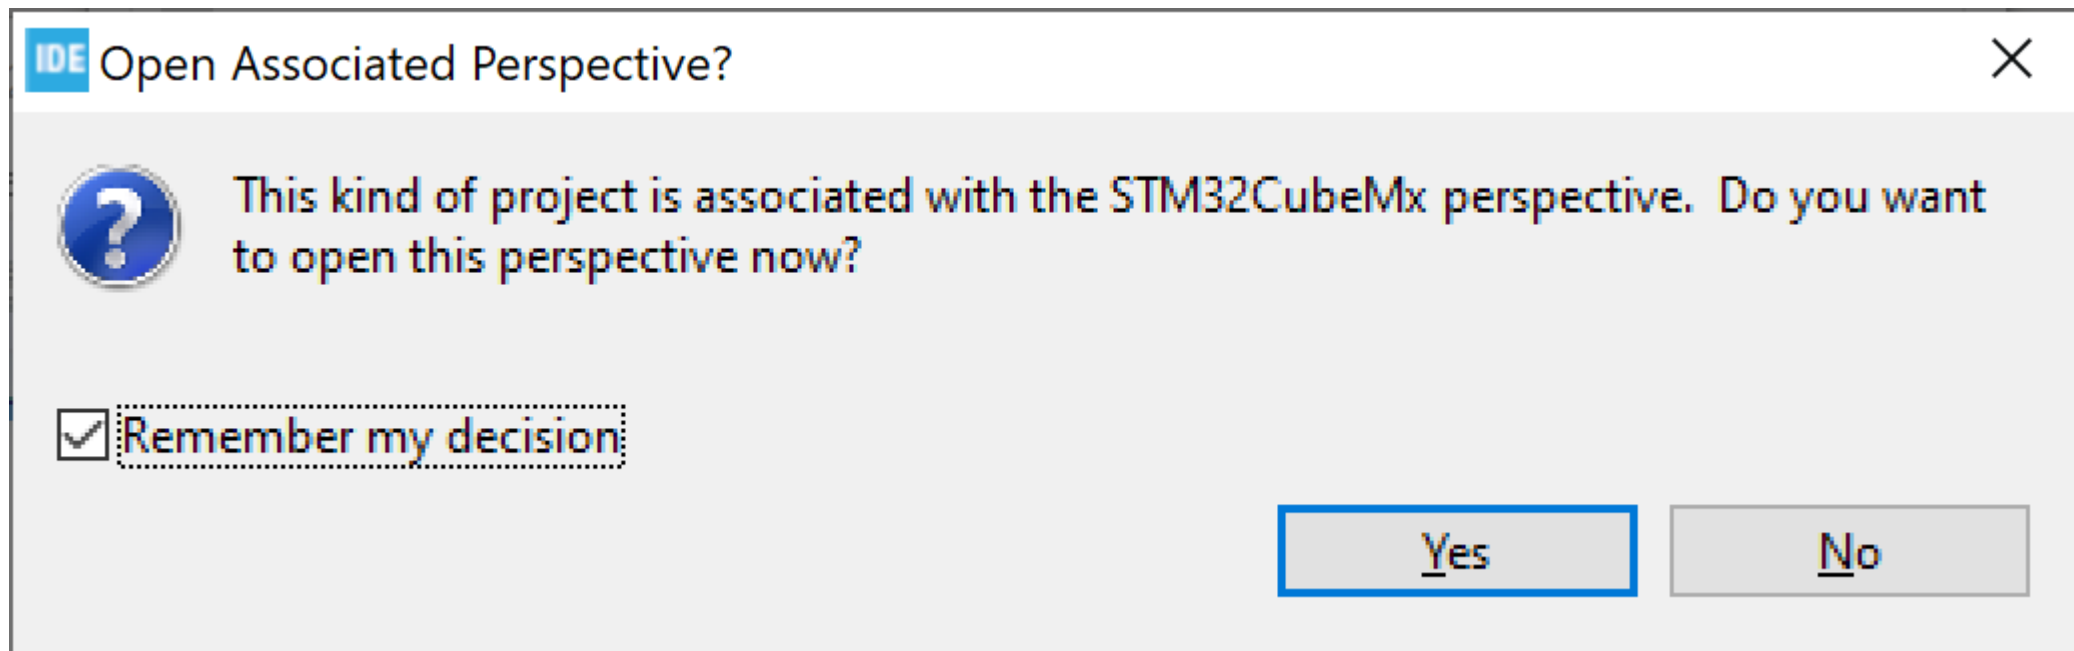 IDE Open Associated Perspective?
This kind of project is associated with the STM32CubeMx perspective.  Do you want
to open this perspective now?
Remember my decision
Yes No